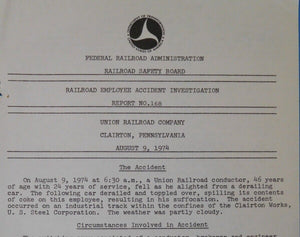 FEDERAL RAILROAD ADMINISTRATION
RAILROAD SAFETY BOARD
RAILROAD EMPLOYEE ACCIDENT INVESTIGATION
REPORT NO.168
UNION RAILROAD COMPANY
CLAIRTON, PENNSYLVANIA
AUGUST 9, 1974
The Accident
On August 9, 1974 at 6:30 a.m., a Union Railroad conductor, 46 years
of age with 24 years of service, fell as he alighted from a derailing
car. The following car derailed and toppled over, spilling its contents
of coke on this employee, resulting in his suffocation. The accident
occurred on an industrial track within the confines of the Clairton Works,
U. S. Steel Corporation. The weather was partly cloudy.
Circumstances Involved in Accident